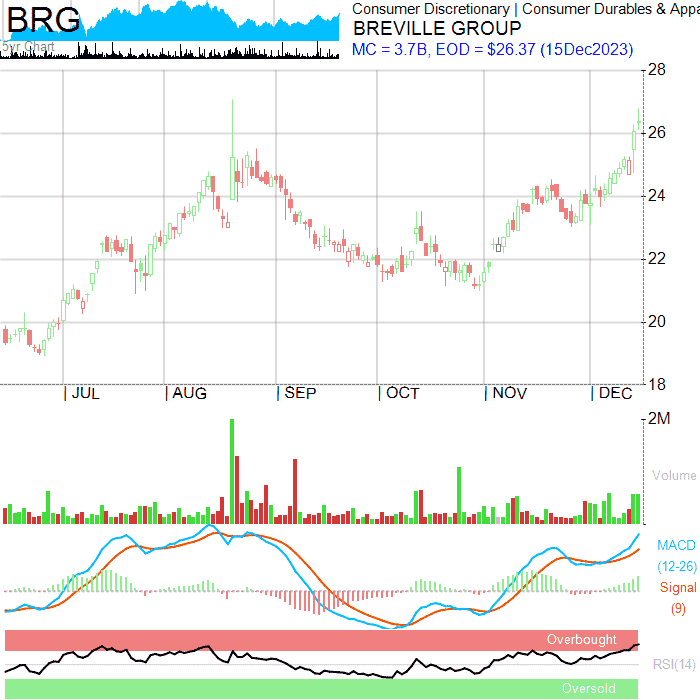 BRG
5yr Chart
Consumer Discretionary | Consumer Durables & Appa
BREVILLE GROUP
MC = 3.7B, EOD = $26.37 (15Dec2023)
28
26
24
22
20
18
| JUL | AUG | SEP | OCT | NOV | DEC
2M
Volume
MACD
(12-26)
Signal
(9)
Overbought
RSI(14)
Oversold